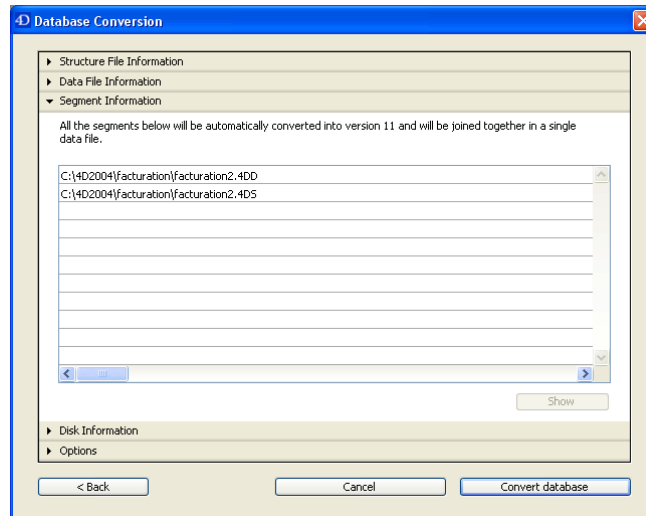 4D Database Conversion
Structure File Information
Data File Information
Segment Information
All the segments below will be automatically converted into version 11 and will be joined together in a single
data file.
C:\4D2004\facturation\facturation2.4DD
C:\4D2004\facturation\facturation2.4DS
Show
Disk Information
Options
< Back
Cancel
Convert database